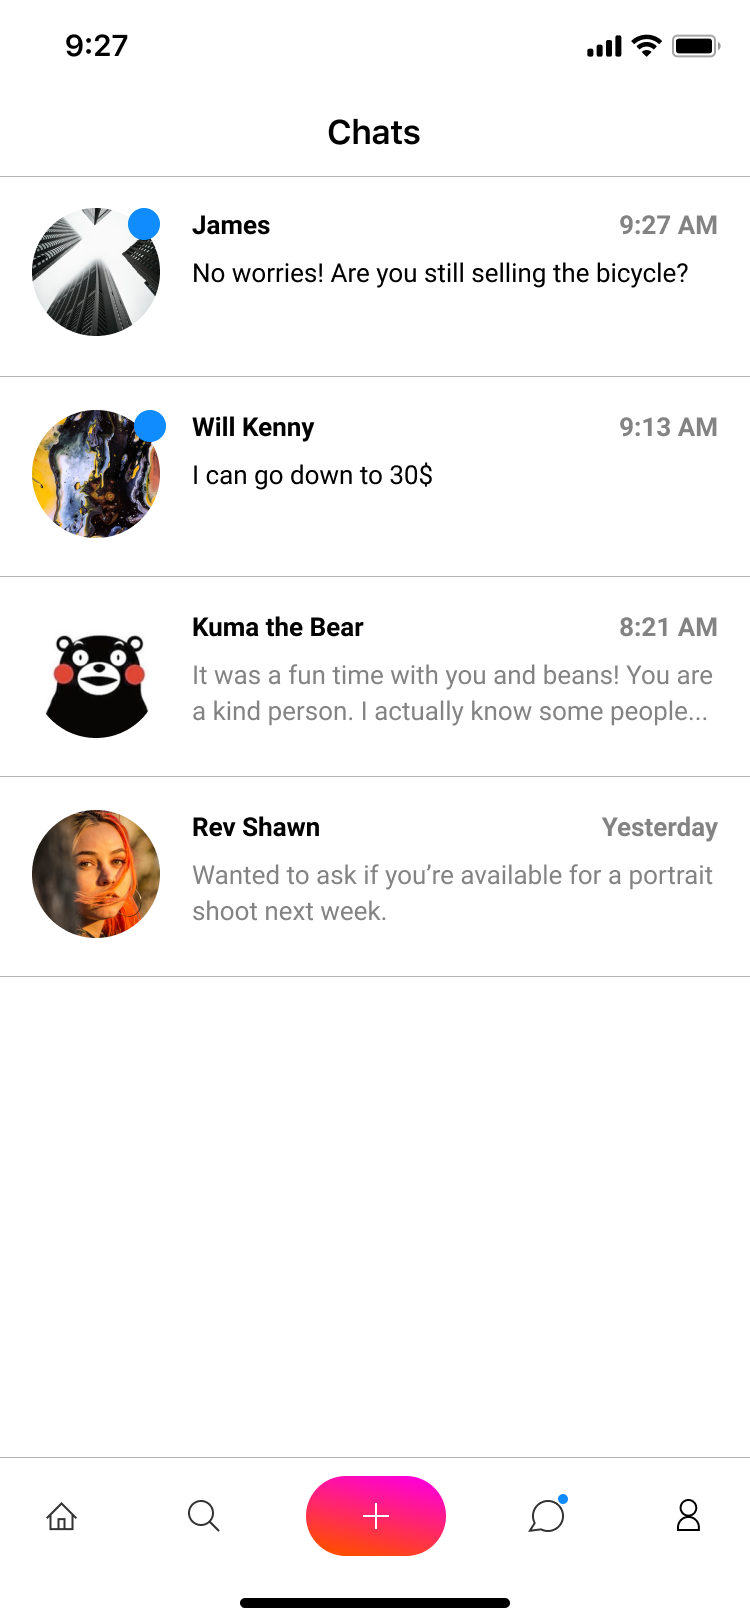 9:27
Chats
James 9:27 AM
No worries! Are you still selling the bicycle?
Will Kenny 9:13 AM
I can go down to 30$
Kuma the Bear 8:21 AM
It was a fun time with you and beans! You are
a kind person. I actually know some people...
Rev Shawn Yesterday
Wanted to ask if you’re available for a portrait
shoot next week.